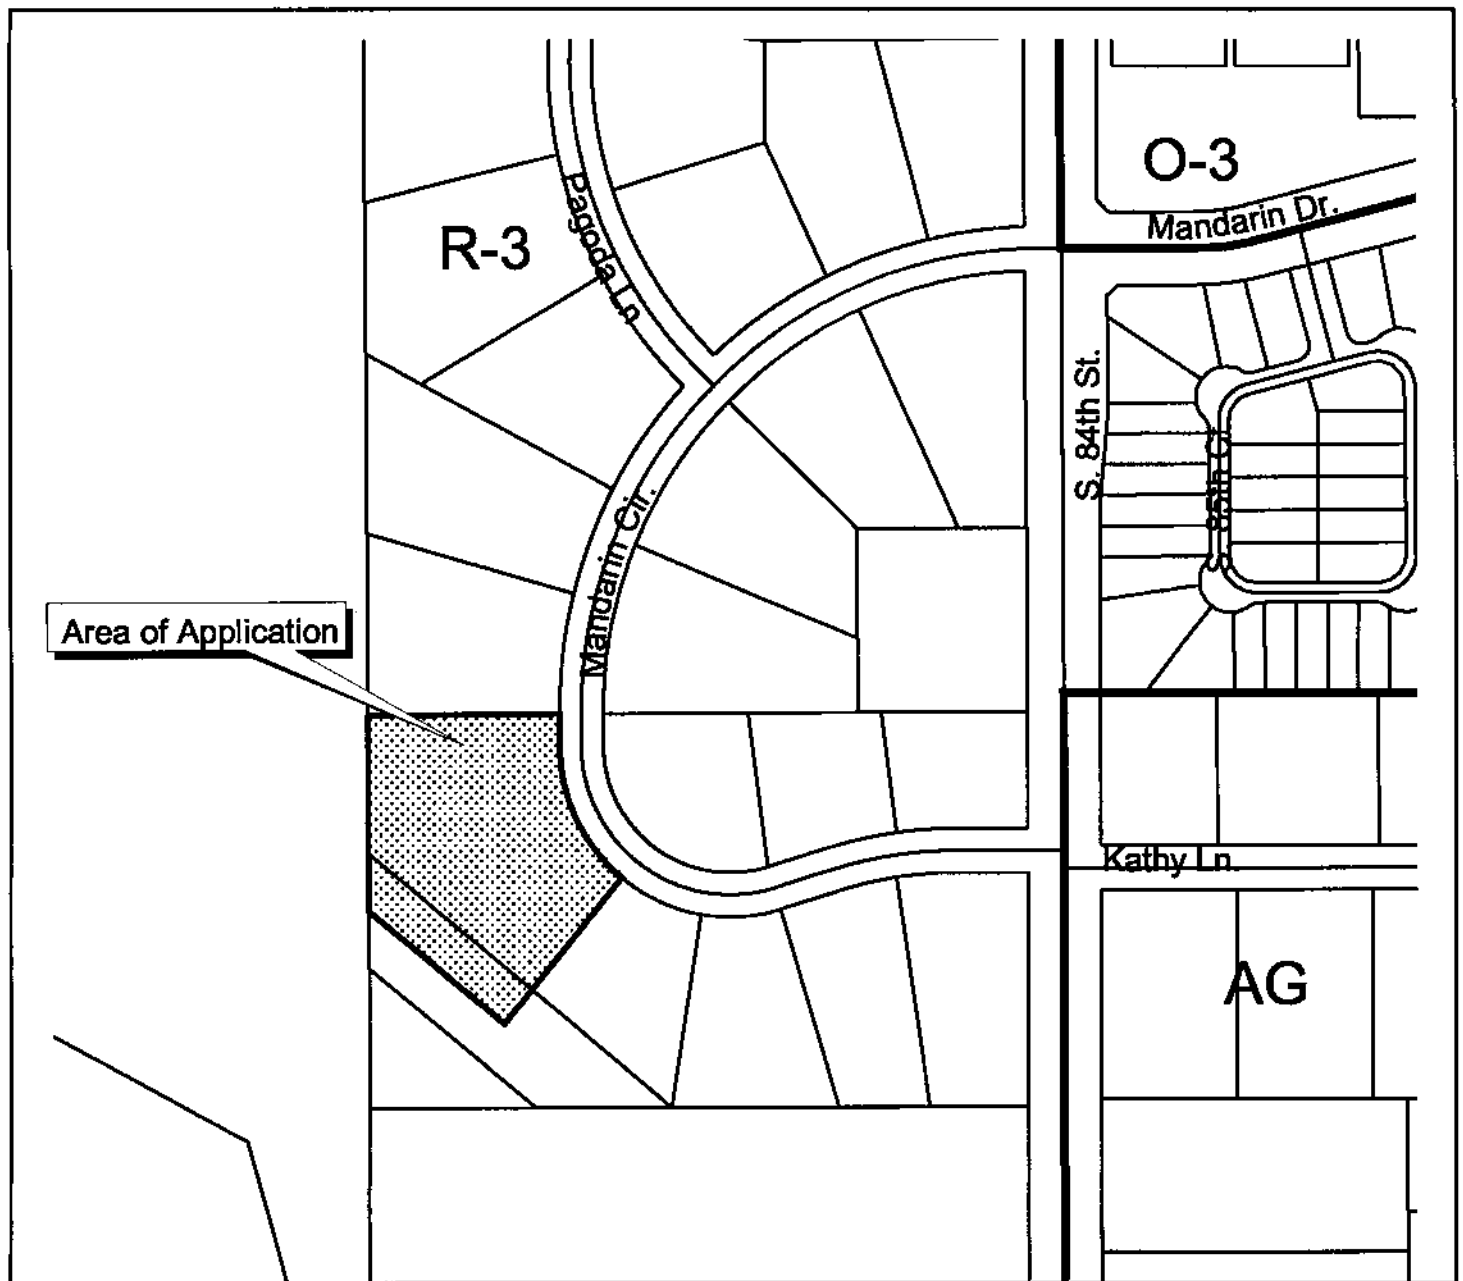 O-3
Mandarin Dr.
Pagoda Ln
R-3
S. 84th St.
Mandarin Cir.
Area of Application
Kathy Ln.
AG